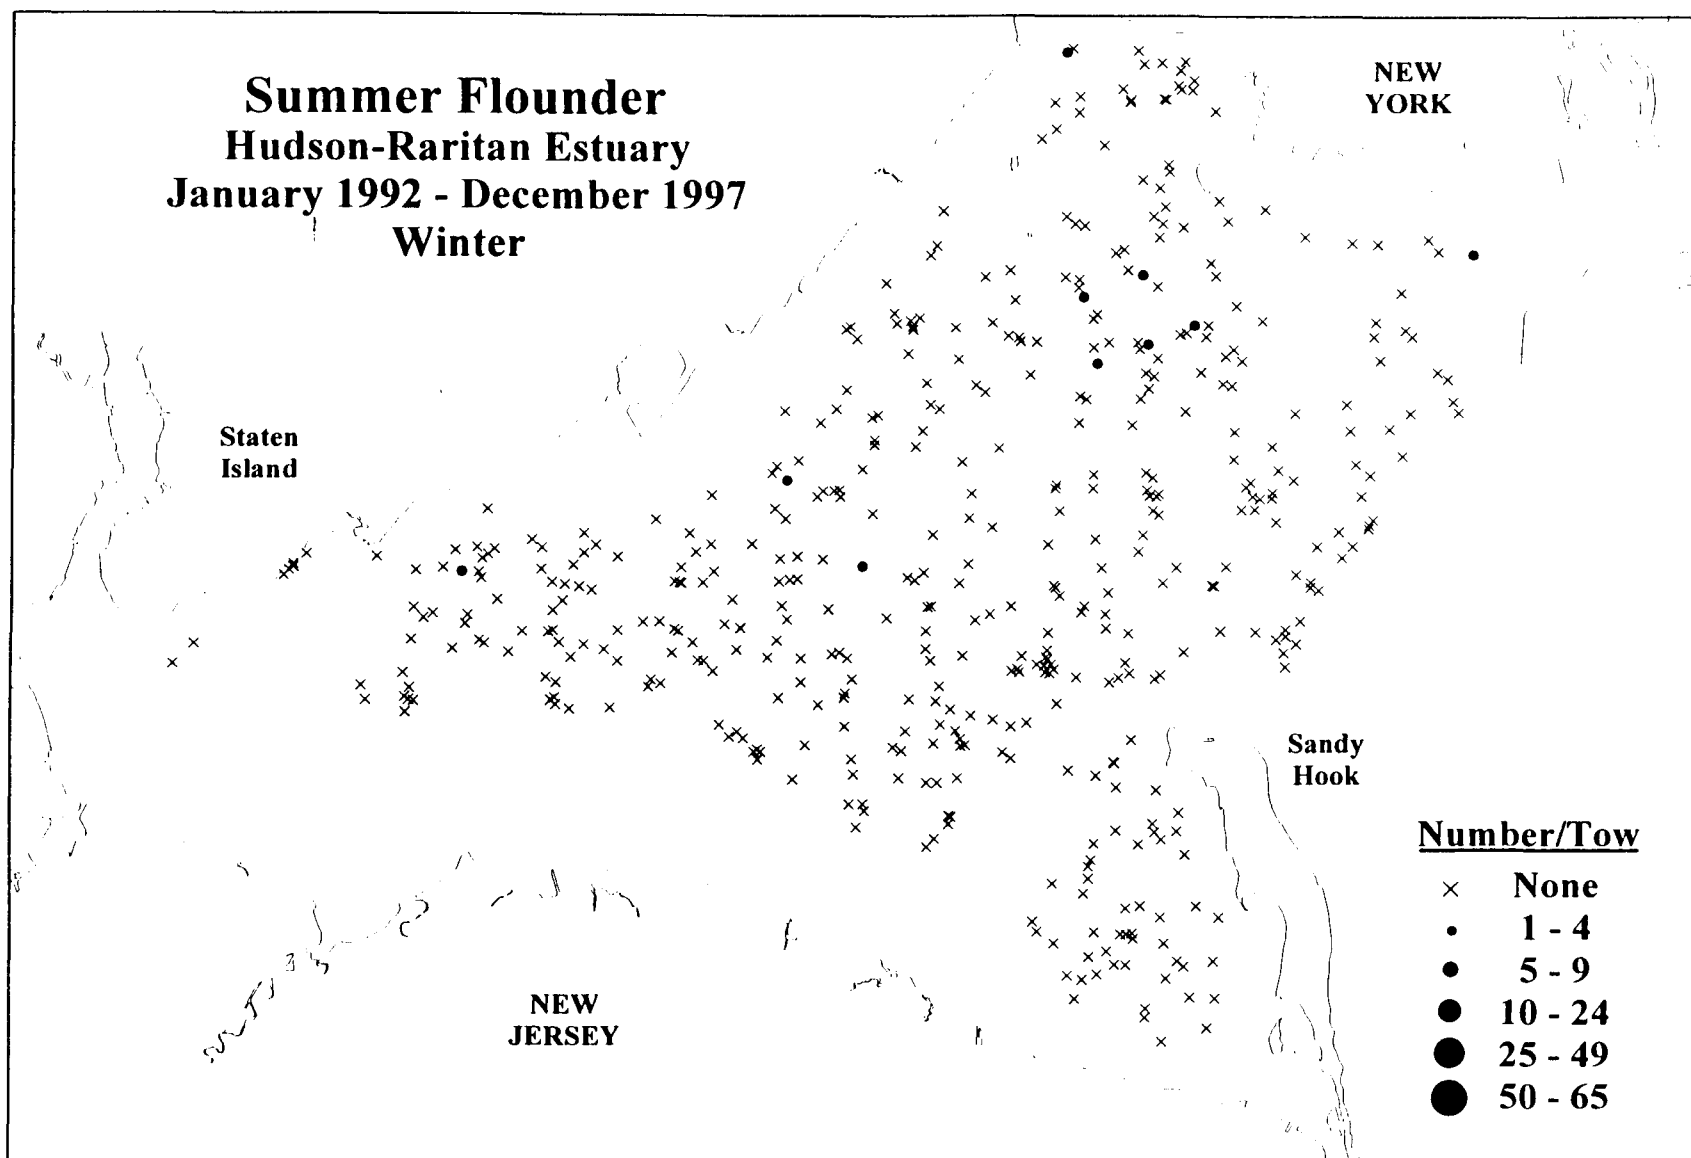 Summer Flounder
Hudson-Raritan Estuary
January 1992 - December 1997
Winter
NEW
YORK
Staten
Island
Sandy
Hook
NEW
JERSEY
Number/Tow
None
1 - 4
5 - 9
10 - 24
25 - 49
50 - 65